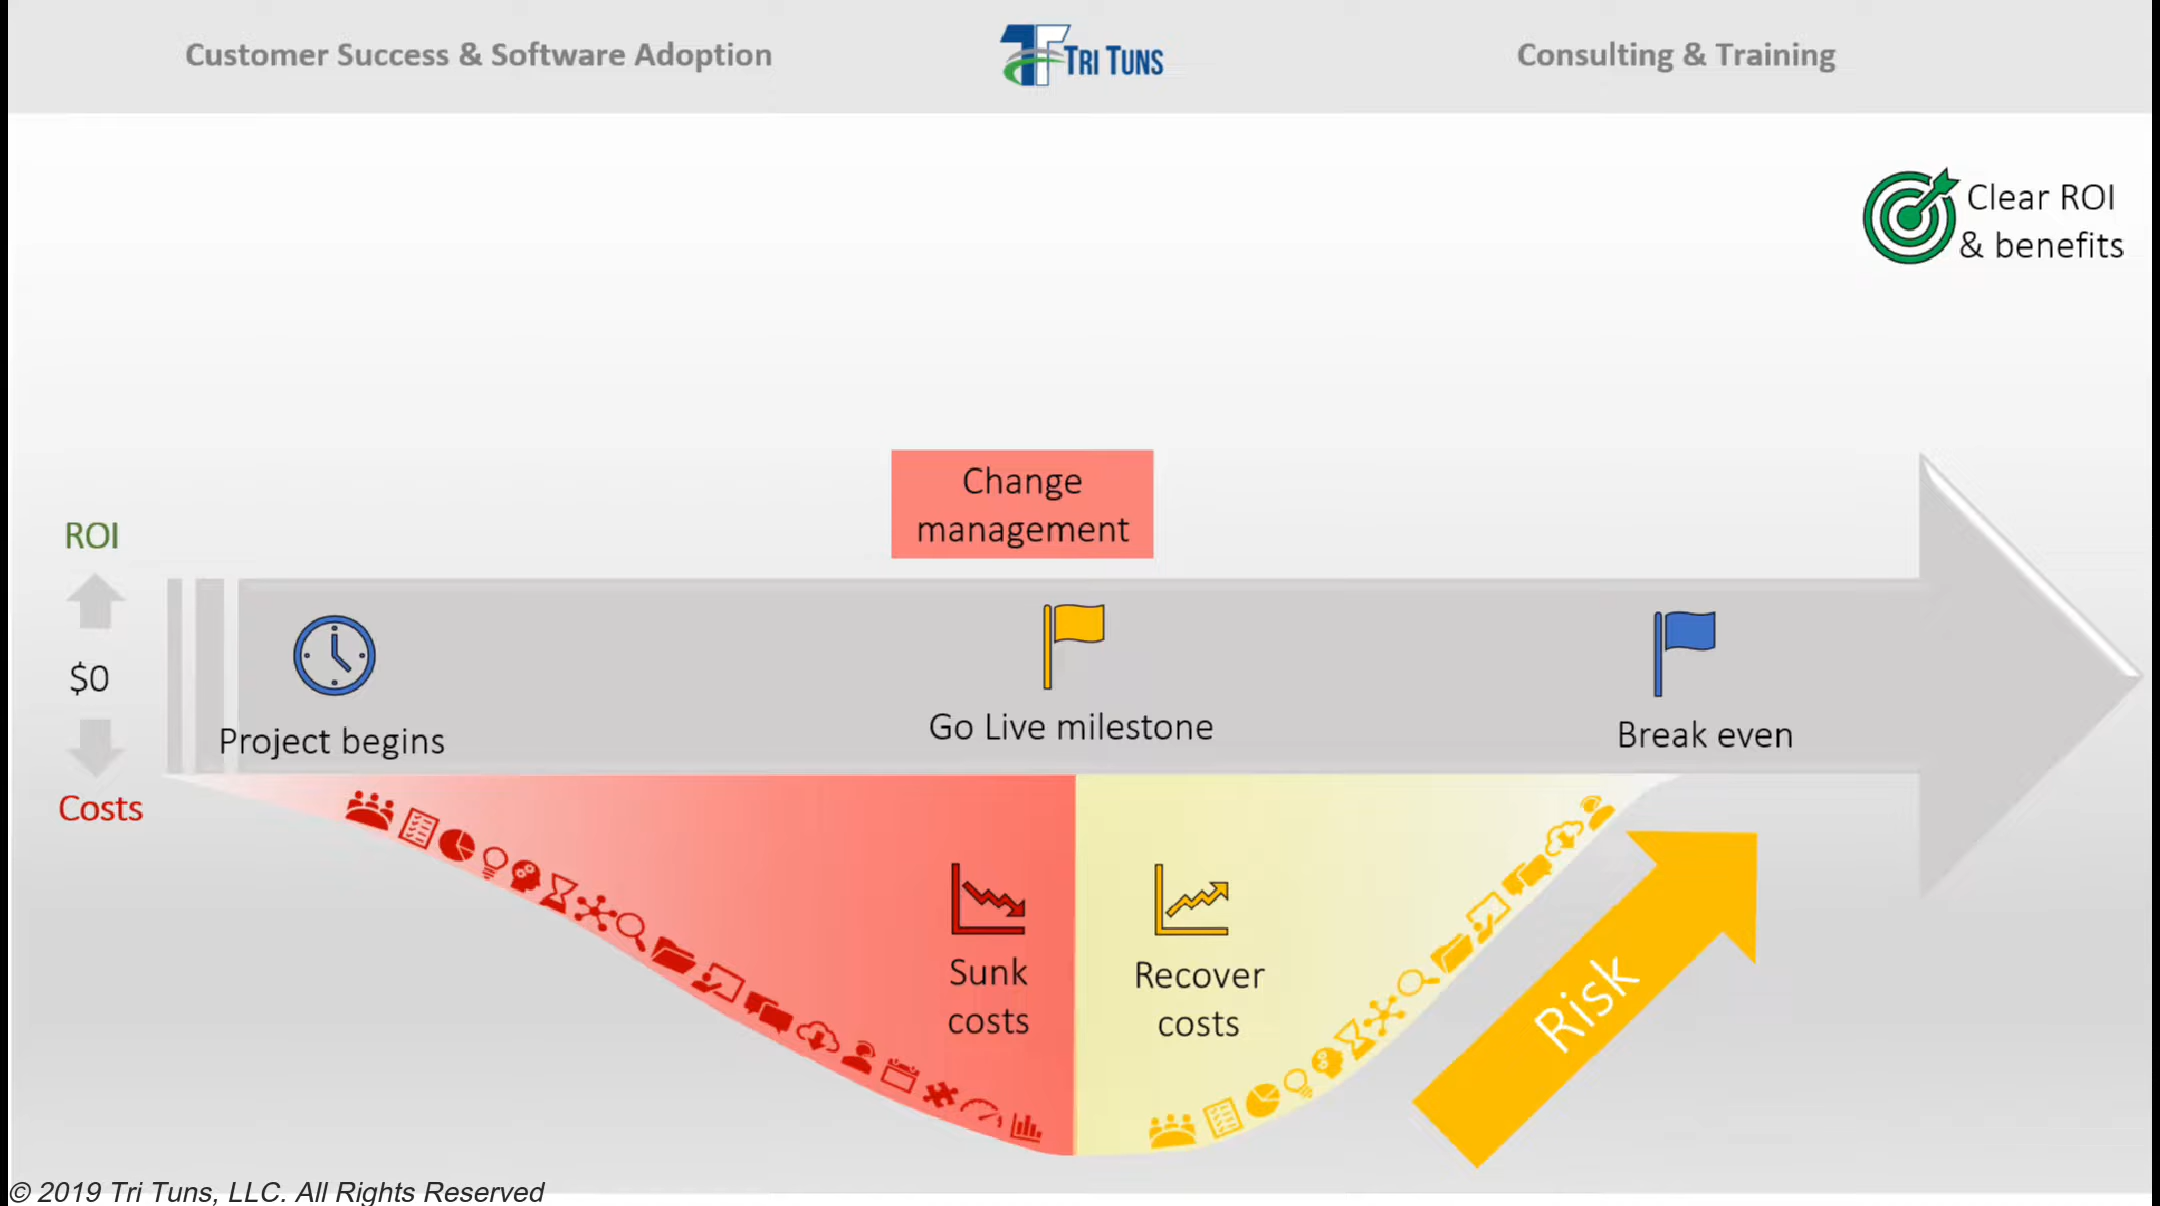 Customer Success & Software Adoption
TRI TUNS
Consulting & Training
Clear ROI
& benefits
Change
management
ROI
$0
Costs
Project begins
Go Live milestone
Break even
Sunk
costs
Recover
costs
Risk
© 2019 Tri Tuns, LLC. All Rights Reserved